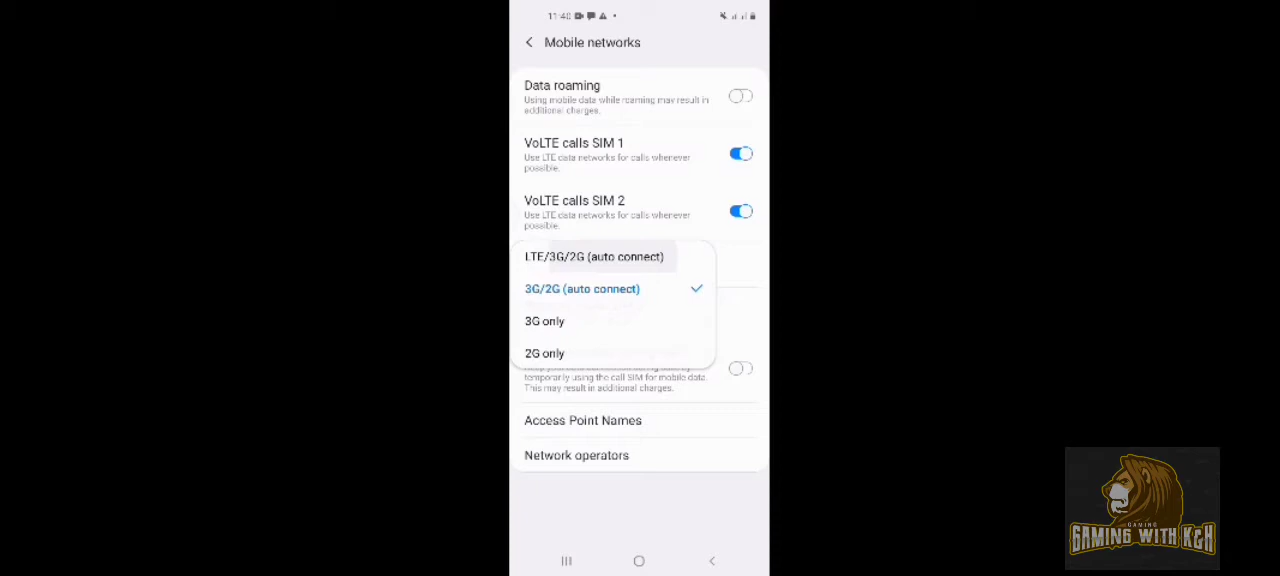 11:40
Mobile networks
Data roaming
Using mobile data while roaming may result in
additional charges.
VoLTE calls SIM 1
Use LTE data networks for calls whenever
possible.
VoLTE calls SIM 2
Use LTE data networks for calls whenever
possible.
LTE/3G/2G (auto connect)
3G/2G (auto connect)
3G only
2G only
temporarily using the call SIM for mobile data.
This may result in additional charges.
Access Point Names
Network operators
GAMING
GAMING WITH K&H